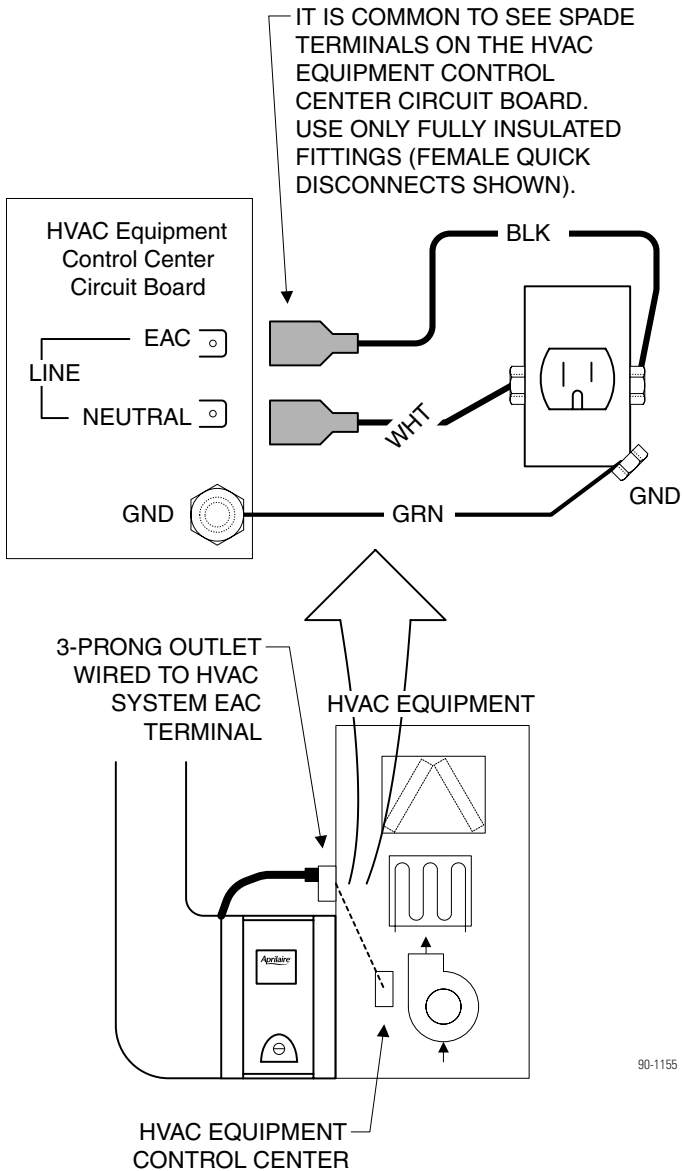 IT IS COMMON TO SEE SPADE
TERMINALS ON THE HVAC
EQUIPMENT CONTROL
CENTER CIRCUIT BOARD.
USE ONLY FULLY INSULATED
FITTINGS (FEMALE QUICK
DISCONNECTS SHOWN).
HVAC Equipment
Control Center
Circuit Board
BLK
EAC
LINE
NEUTRAL
WHT
GND
GRN
GND
3-PRONG OUTLET
WIRED TO HVAC
SYSTEM EAC
TERMINAL
HVAC EQUIPMENT
Aprilaire
90-1155
HVAC EQUIPMENT
CONTROL CENTER